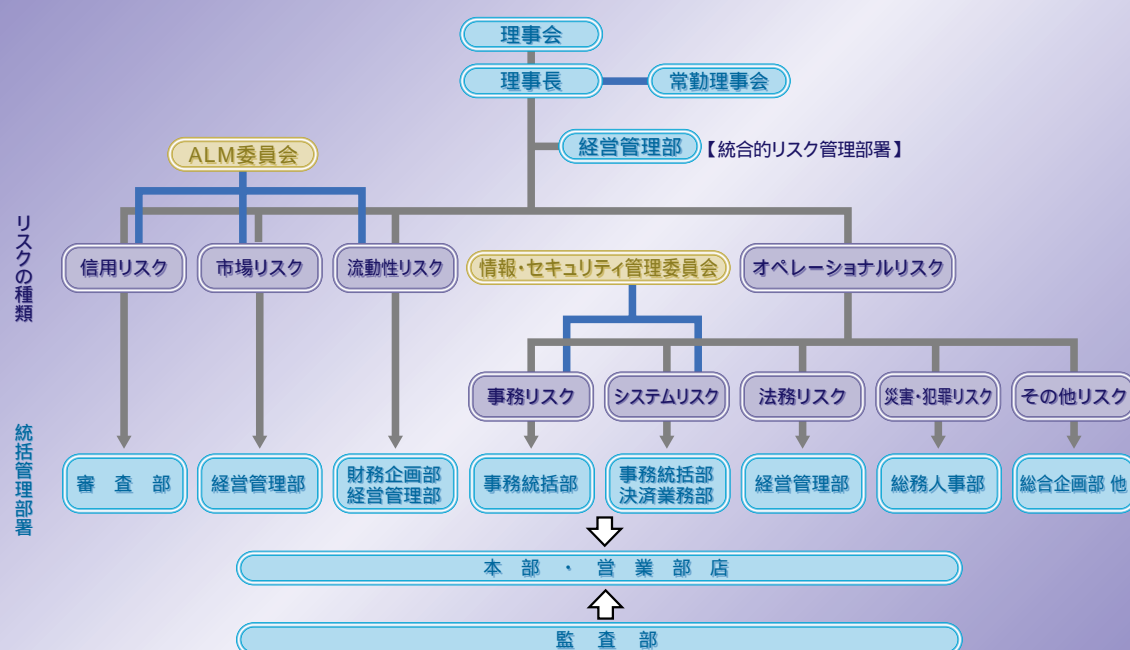 理事会
理事長
常勤理事会
経営管理部
【統合的リスク管理部署】
ALM委員会
リスクの種類
信用リスク
市場リスク
流動性リスク
情報・セキュリティ管理委員会
オペレーショナルリスク
事務リスク
システムリスク
法務リスク
災害・犯罪リスク
その他リスク
統括管理部署
審査部
経営管理部
財務企画部
経営管理部
事務統括部
事務統括部
決済業務部
経営管理部
総務人事部
総合企画部 他
本部・営業部店
監査部